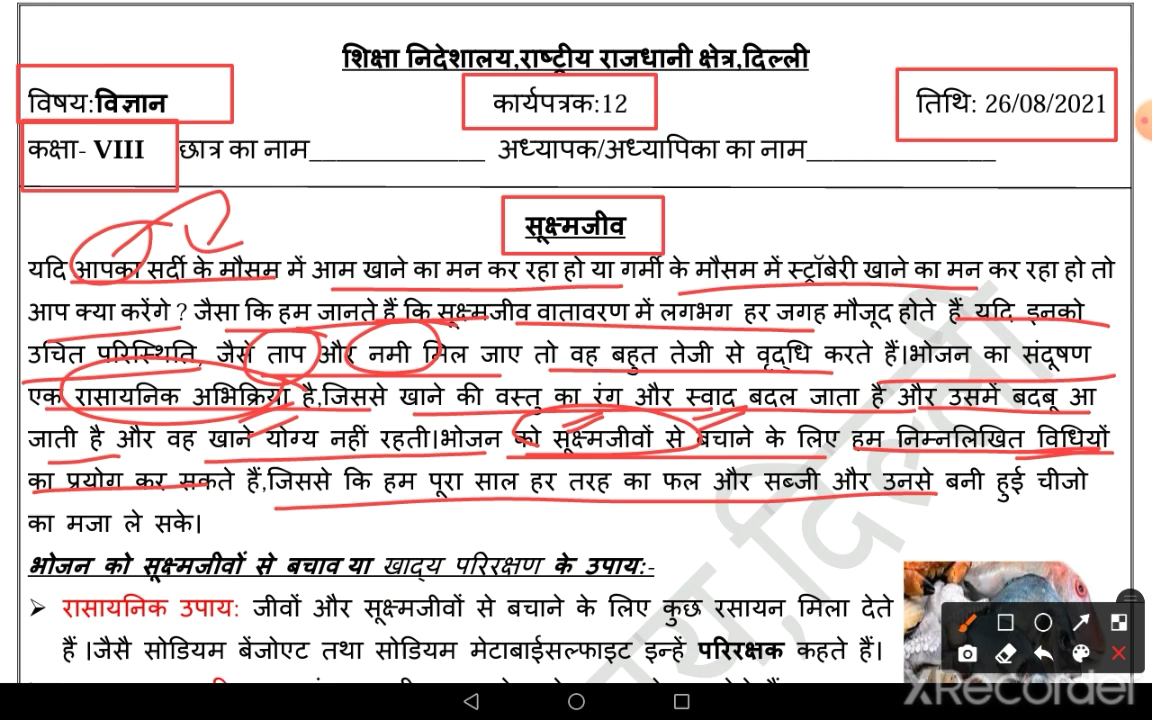 शिक्षा निदेशालय,राष्ट्रीय राजधानी क्षेत्र,दिल्ली
विषय:विज्ञान कार्यपत्रक:12 तिथि: 26/08/2021
कक्षा- VIII छात्र का नाम_______________ अध्यापक/अध्यापिका का नाम________________
सूक्ष्मजीव
यदि आपका सर्दी के मौसम में आम खाने का मन कर रहा हो या गर्मी के मौसम में स्ट्रॉबेरी खाने का मन कर रहा हो तो
आप क्या करेंगे ? जैसा कि हम जानते हैं कि सूक्ष्मजीव वातावरण में लगभग हर जगह मौजूद होते हैं यदि इनको
उचित परिस्थिति, जैसे ताप और नमी मिल जाए तो वह बहुत तेजी से वृद्धि करते हैं।भोजन का संदूषण
एक रासायनिक अभिक्रिया है,जिससे खाने की वस्तु का रंग और स्वाद बदल जाता है और उसमें बदबू आ
जाती है और वह खाने योग्य नहीं रहती।भोजन को सूक्ष्मजीवों से बचाने के लिए हम निम्नलिखित विधियों
का प्रयोग कर सकते हैं,जिससे कि हम पूरा साल हर तरह का फल और सब्जी और उनसे बनी हुई चीजो
का मजा ले सके।
भोजन को सूक्ष्मजीवों से बचाव या खाद्य परिरक्षण के उपाय:-
➢ रासायनिक उपाय: जीवों और सूक्ष्मजीवों से बचाने के लिए कुछ रसायन मिला देते
हैं ।जैसै सोडियम बेंजोएट तथा सोडियम मेटाबाईसल्फाइट इन्हें परिरक्षक कहते हैं।
XRecorder